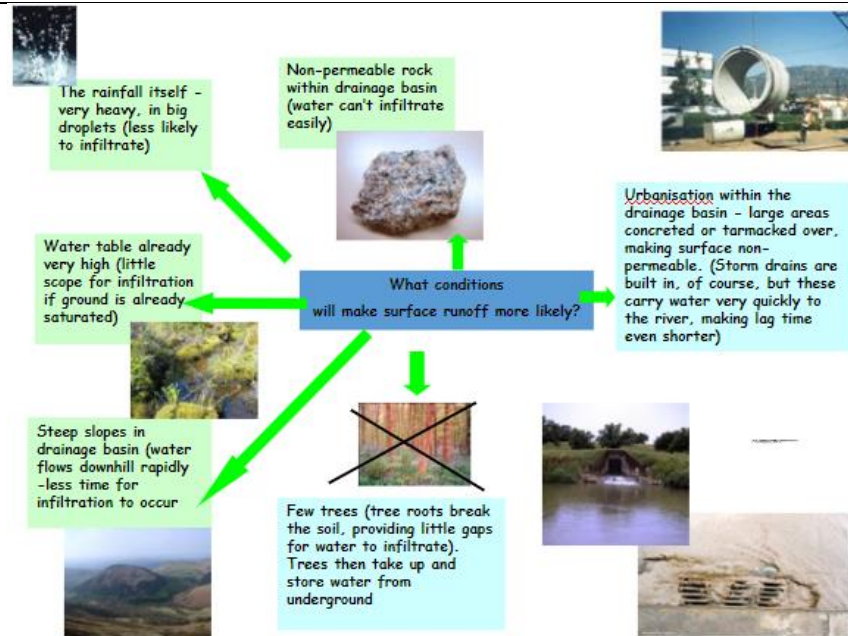 The rainfall itself -
very heavy, in big
droplets (less likely
to infiltrate)
Non-permeable rock
within drainage basin
(water can't infiltrate
easily)
Urbanisation within the
drainage basin - large areas
concreted or tarmacked over,
making surface non-
permeable. (Storm drains are
built in, of course, but these
carry water very quickly to
the river, making lag time
even shorter)
Water table already
very high (little
scope for infiltration
if ground is already
saturated)
What conditions
will make surface runoff more likely?
Steep slopes in
drainage basin (water
flows downhill rapidly
-less time for
infiltration to occur
Few trees (tree roots break
the soil, providing little gaps
for water to infiltrate).
Trees then take up and
store water from
underground